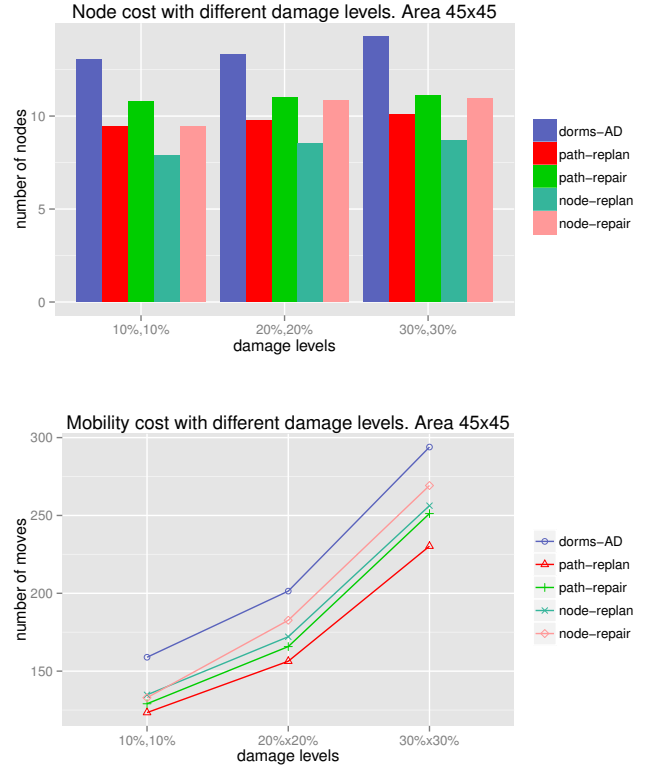 Node cost with different damage levels. Area 45x45
number of nodes
10
5
0
10%,10%
20%,20%
30%,30%
damage levels
dorms−AD
path−replan
path−repair
node−replan
node−repair
Mobility cost with different damage levels. Area 45x45
number of moves
300
250
200
150
10%,10%
20%x20%
30%x30%
damage levels
dorms−AD
path−replan
path−repair
node−replan
node−repair